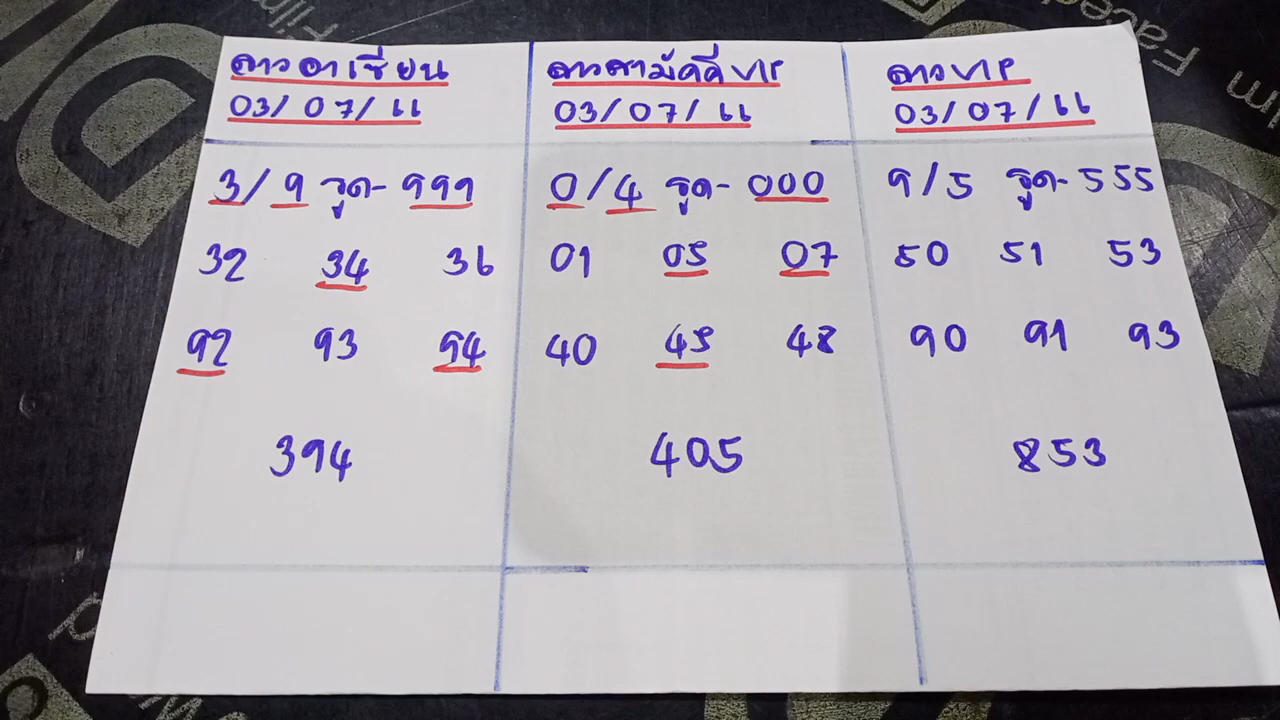 ลาวอาเซียน
03/07/66
3/9 รูด-999
32 34 36
92 93 94
394
ลาวสามัคคีVIP
03/07/66
0/4 รูด-000
01 05 07
40 45 48
405
ลาวVIP
03/07/66
9/5 รูด-555
50 51 53
90 91 93
853
Film
Faced